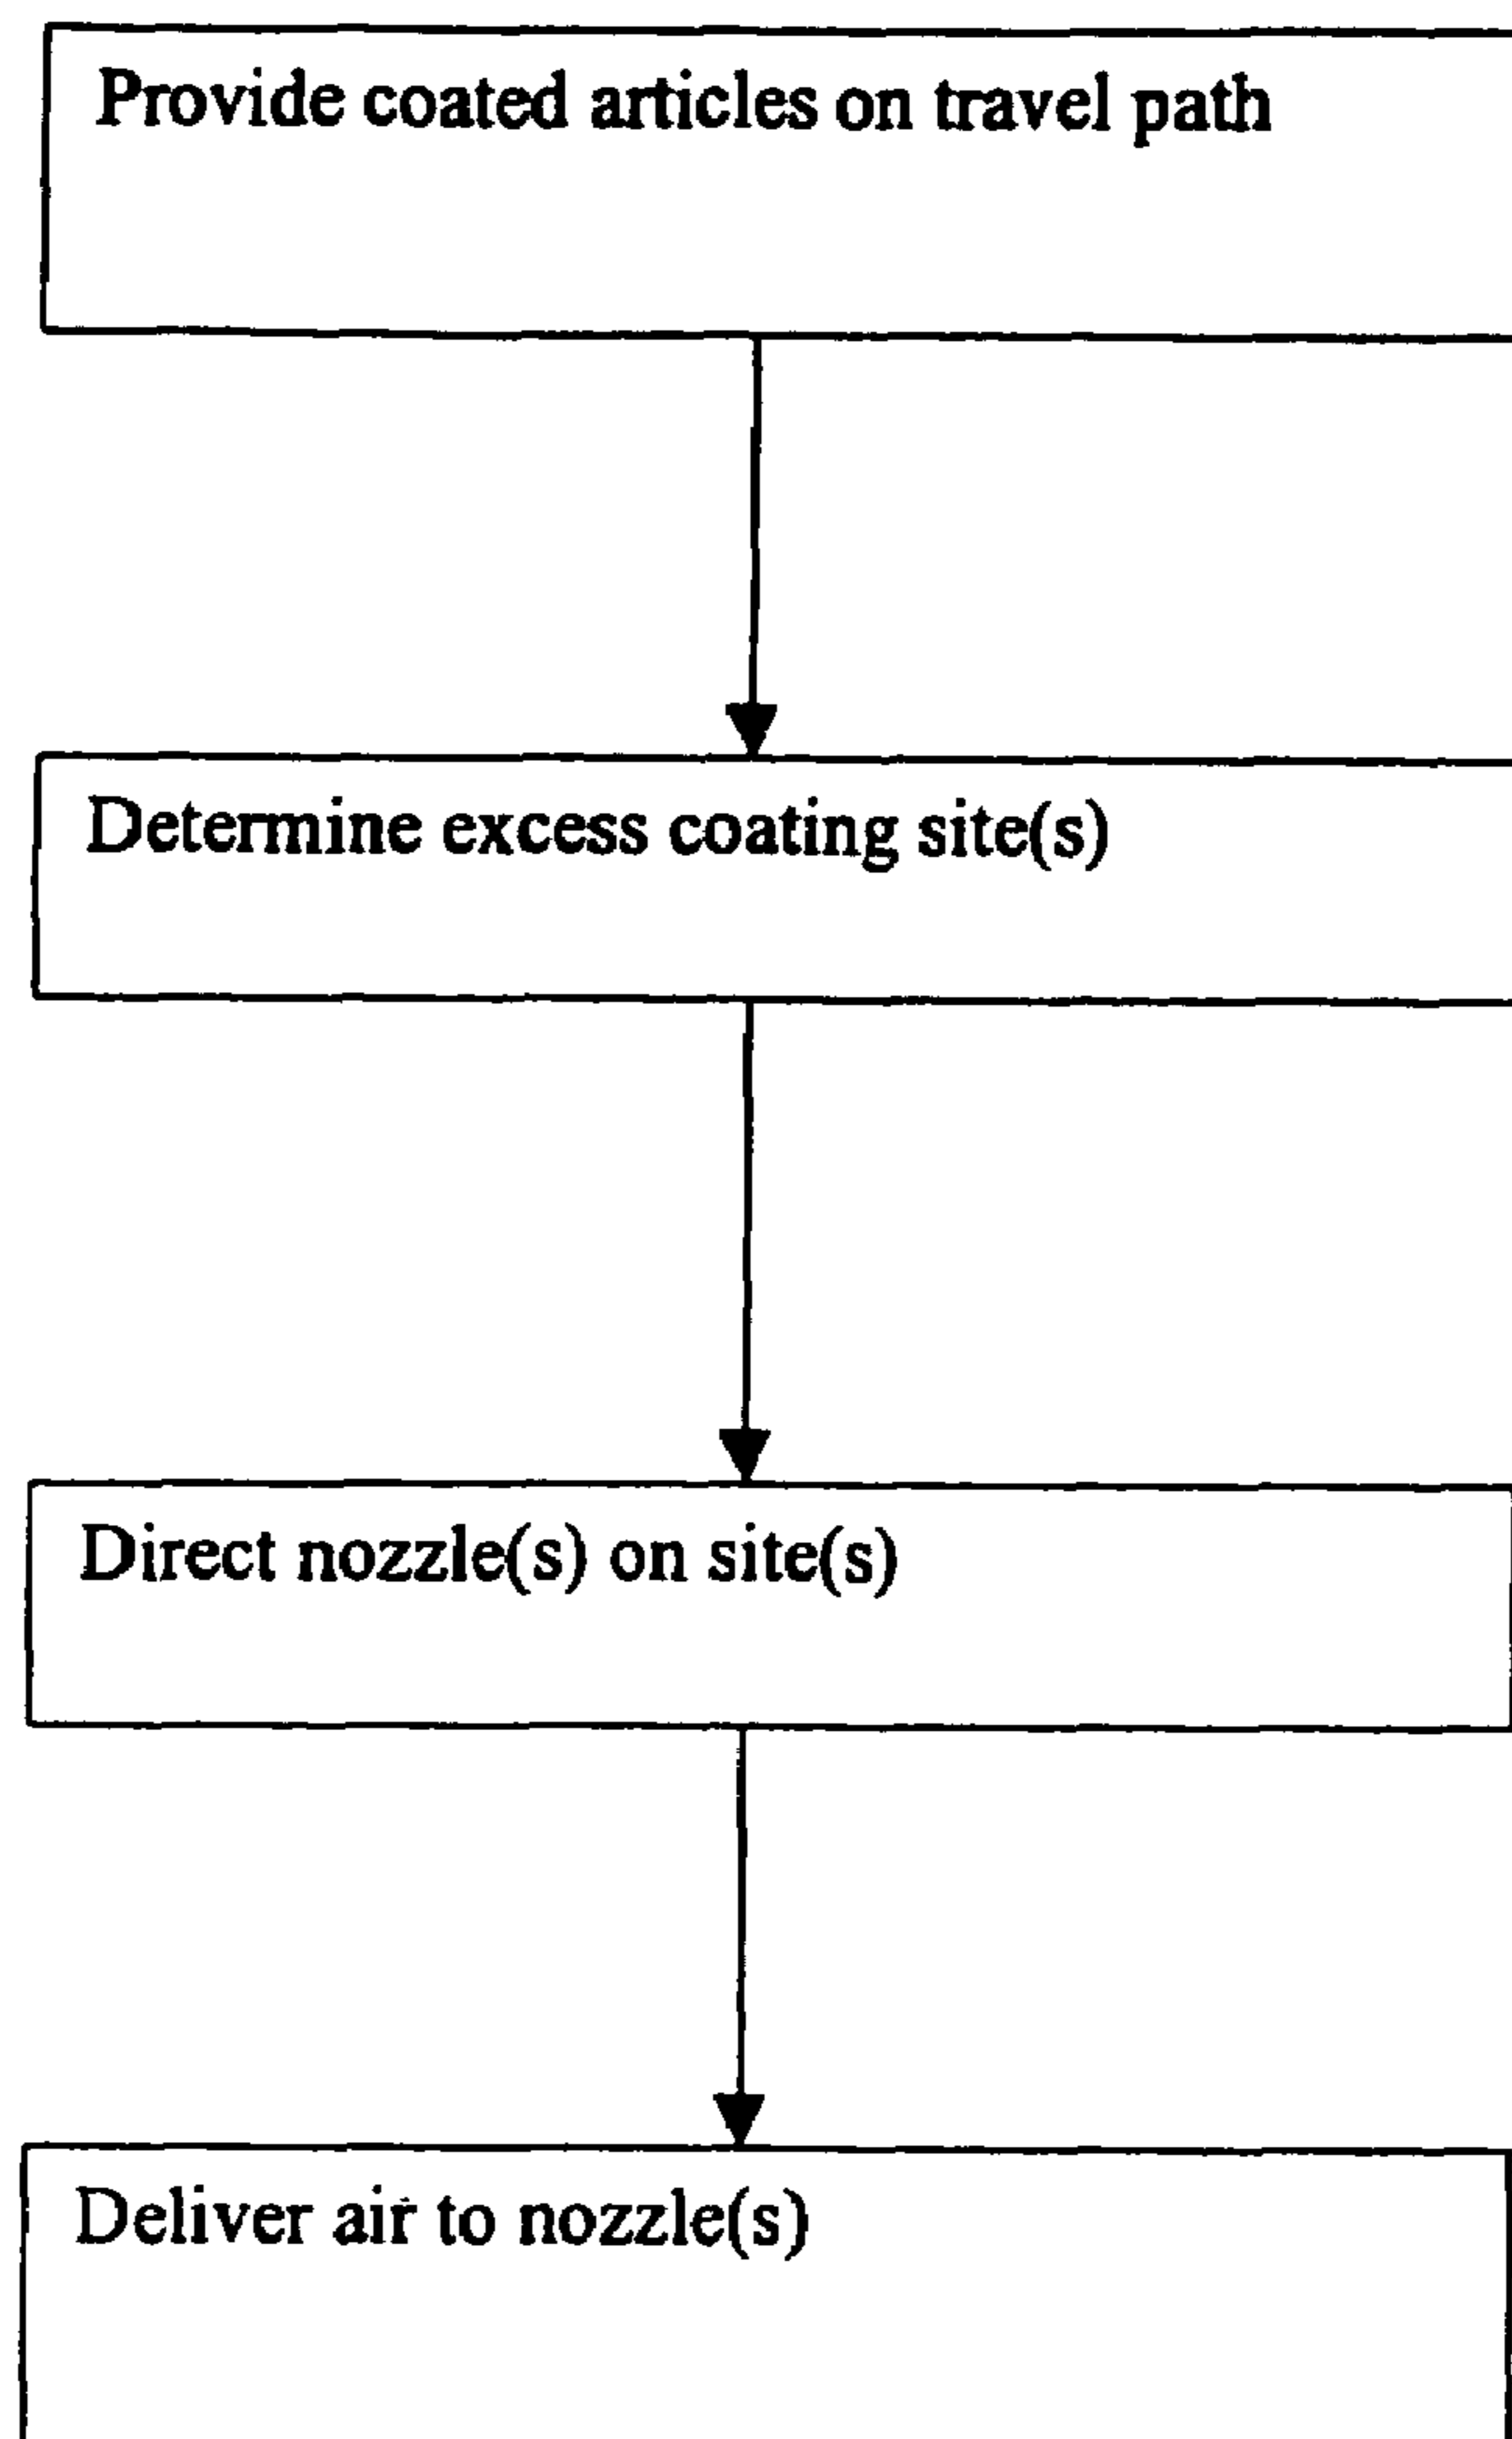 Provide coated articles on travel path
Determine excess coating site(s)
Direct nozzle(s) on site(s)
Deliver air to nozzle(s)